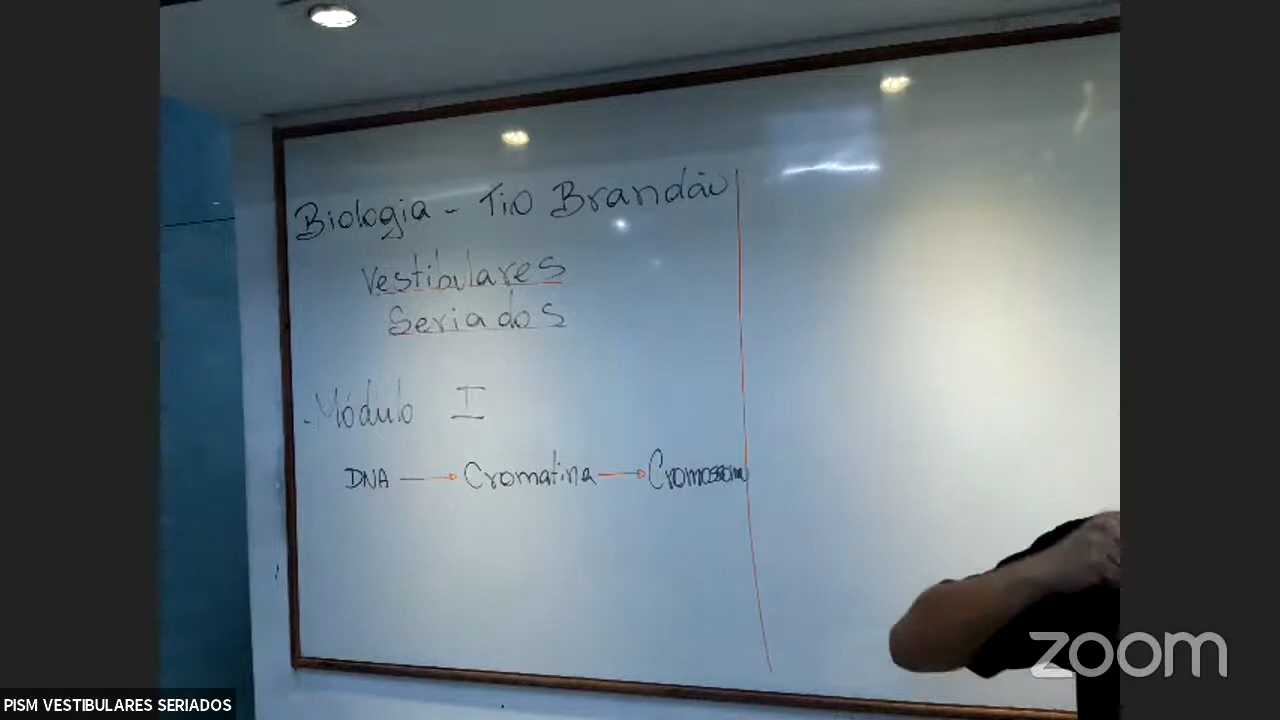 Biologia - Tio Brandão
Vestibulares
Seriados
- Módulo I
DNA → Cromatina → Cromossomo
zoom
PISM VESTIBULARES SERIADOS